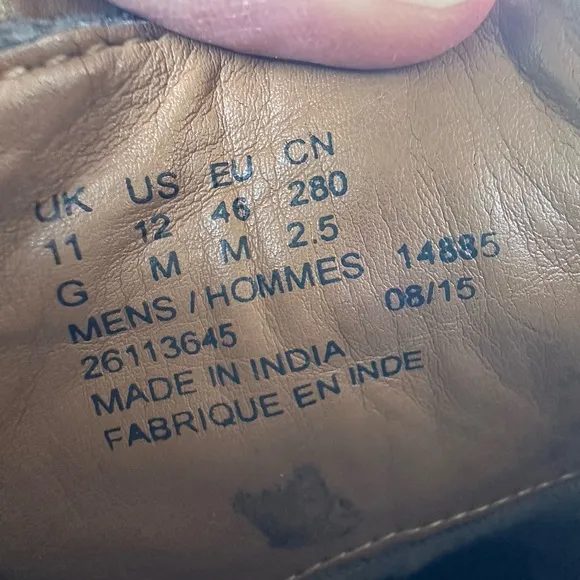 UK US EU CN
11 12 46 280
G M M 2.5
MENS / HOMMES 14885
26113645 08/15
MADE IN INDIA
FABRIQUE EN INDE